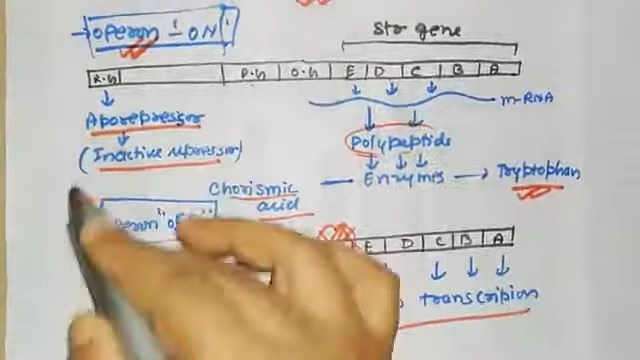 operon - ON
Str gene
R.G P.G O.G E D C B A
Aporepressor
m-RNA
(Inactive repressor)
Polypeptide
Enzymes → Tryptophan
Chorismic
acid
E D C B A
transcription